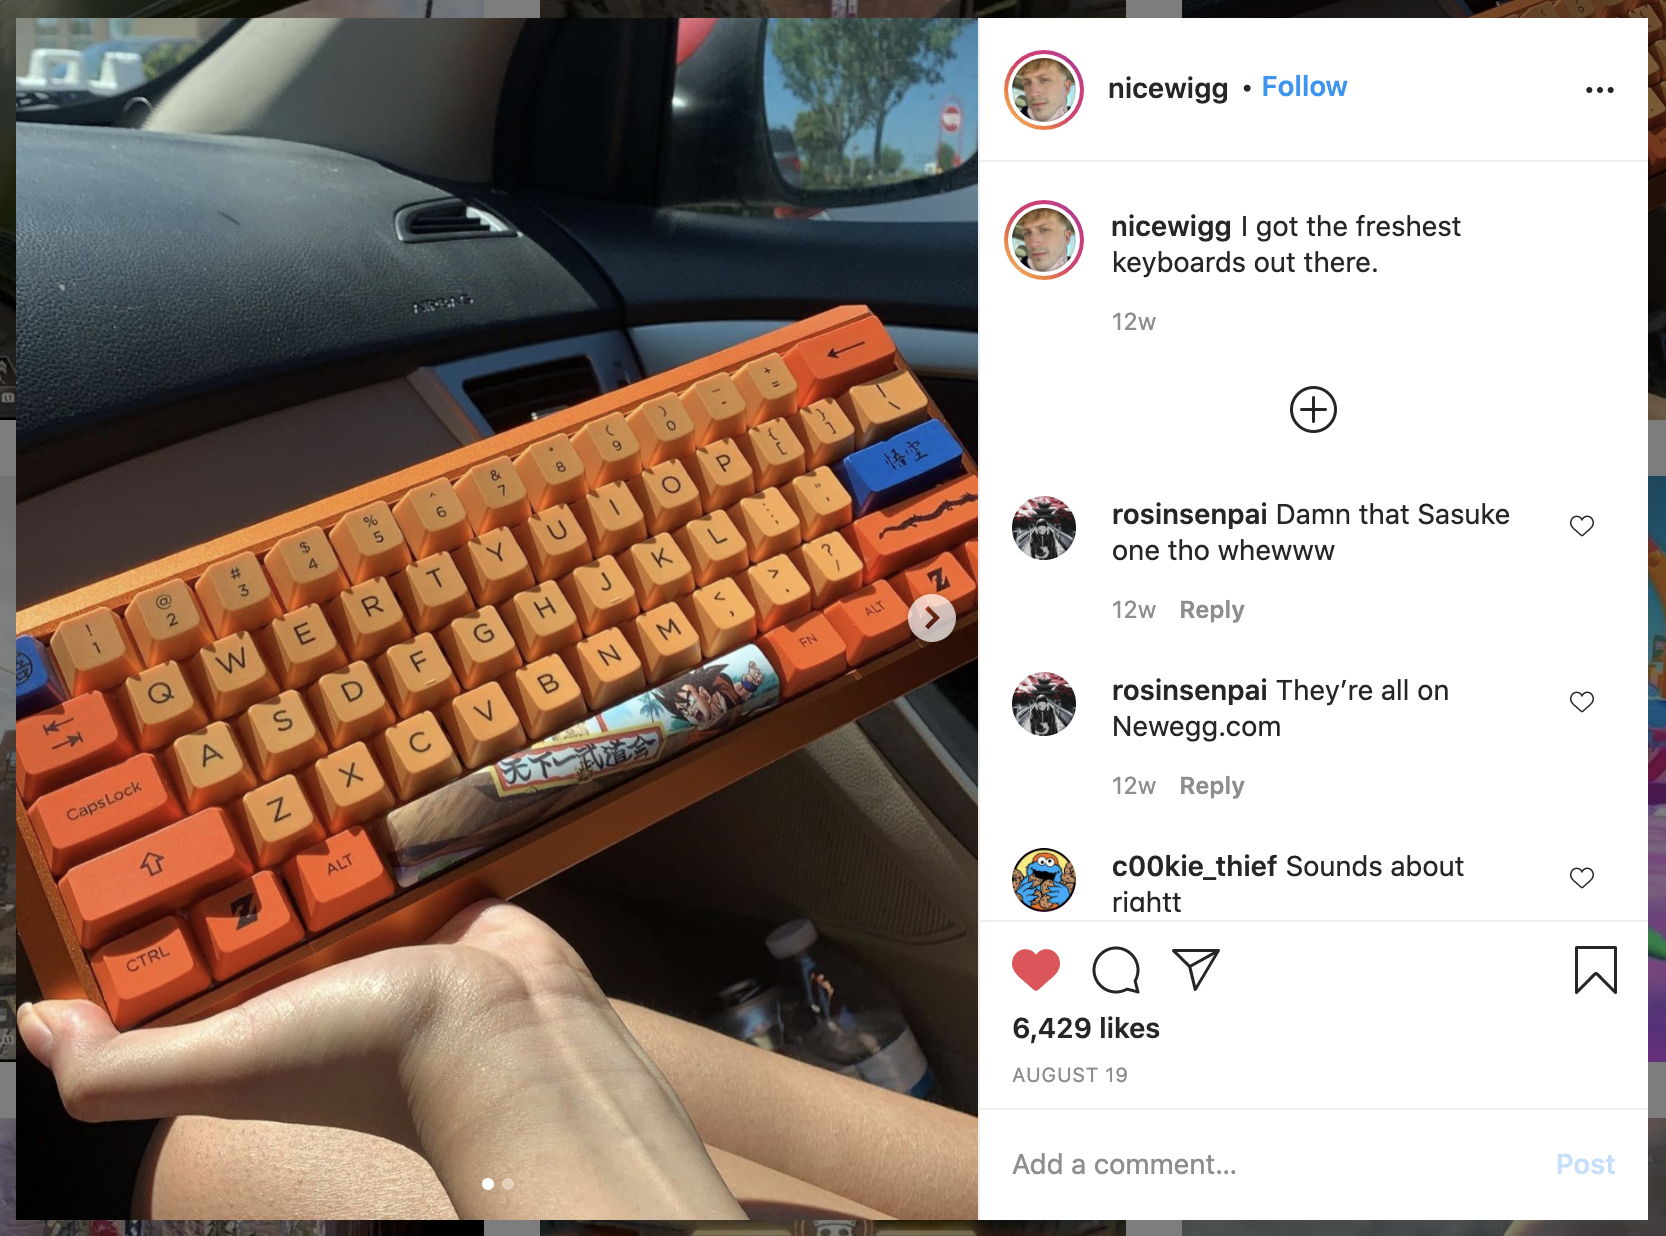 nicewigg • Follow
nicewigg I got the freshest
keyboards out there.
12w
rosinsenpai Damn that Sasuke
one tho whewww
12w Reply
rosinsenpai They’re all on
Newegg.com
12w Reply
c00kie_thief Sounds about
riahtt
6,429 likes
AUGUST 19
Add a comment... Post
AIRBAG
! 1 @ 2 # 3 $ 4 % 5 ^ 6 & 7 * 8 ( 9 ) 0 _ - + = ←
Q W E R T Y U I O P { [ } ] | \
CapsLock A S D F G H J K L : ; " ' 悟空
Z X C V B N M < , > . ? /
CTRL Z ALT 天下一武道会 FN ALT Z